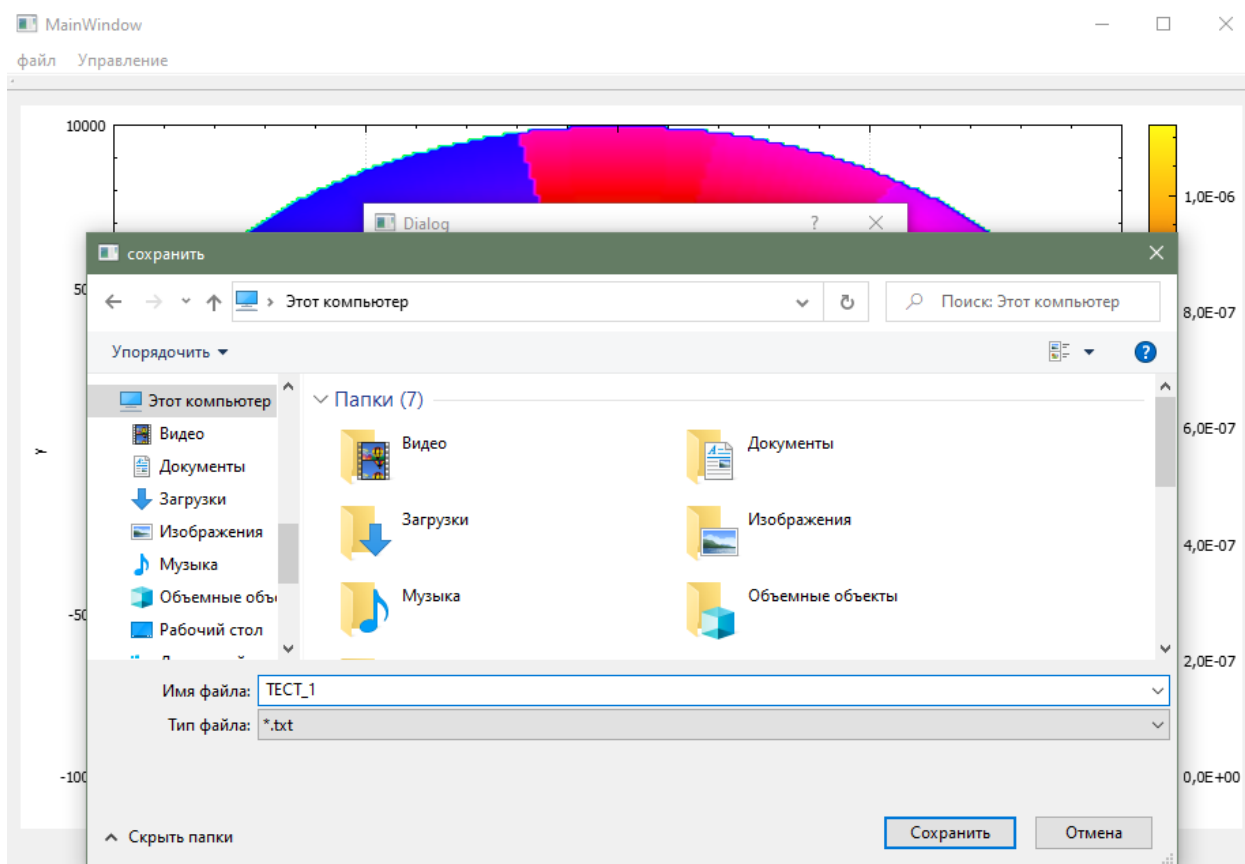 MainWindow
файл Управление
10000
1,0E-06
Dialog ?
сохранить
Этот компьютер
Поиск: Этот компьютер
8,0E-07
Упорядочить
?
Этот компьютер
Видео
Документы
Загрузки
Изображения
Музыка
Объемные объ
Рабочий стол
Папки (7)
Видео
Документы
Загрузки
Изображения
Музыка
Объемные объекты
6,0E-07
Y
4,0E-07
-50
2,0E-07
Имя файла: ТЕСТ_1
Тип файла: *.txt
-100
0,0E+00
Скрыть папки
Сохранить
Отмена